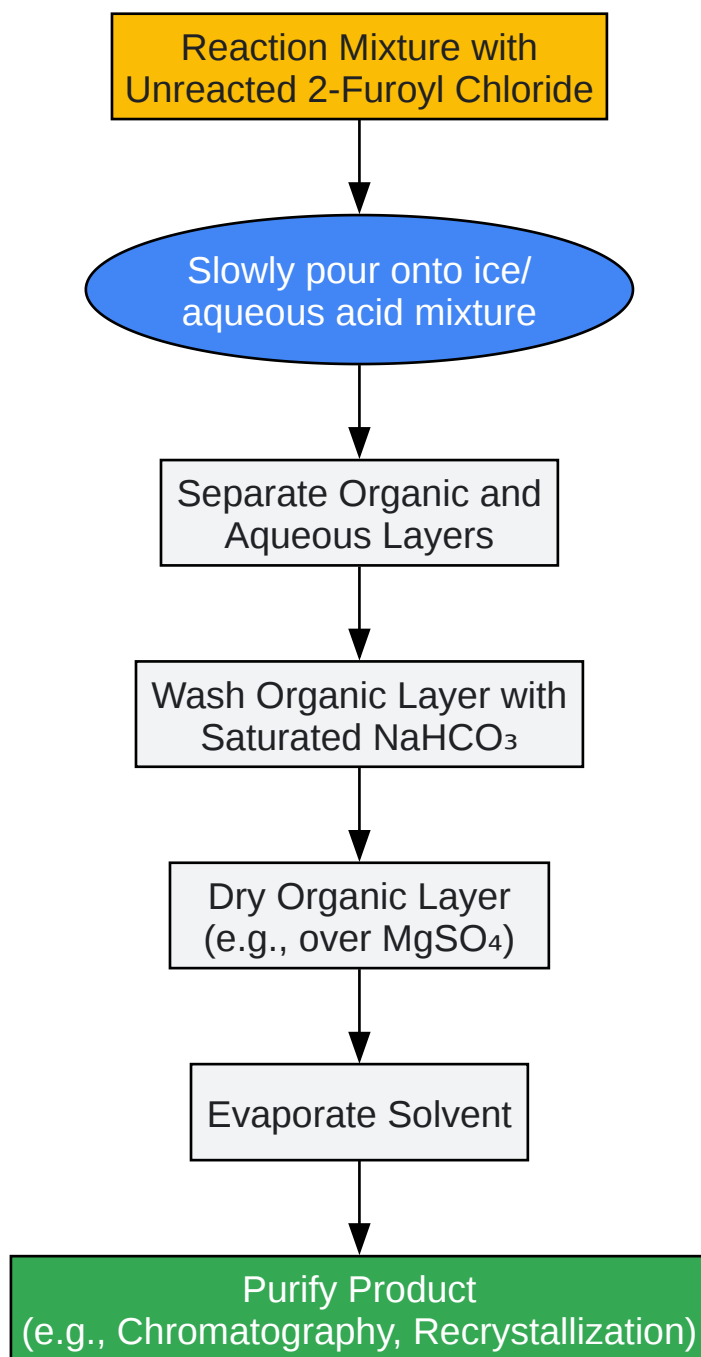 Reaction Mixture with
Unreacted 2-Furoyl Chloride
Slowly pour onto ice/
aqueous acid mixture
Separate Organic and
Aqueous Layers
Wash Organic Layer with
Saturated NaHCO₃
Dry Organic Layer
(e.g., over MgSO₄)
Evaporate Solvent
Purify Product
(e.g., Chromatography, Recrystallization)